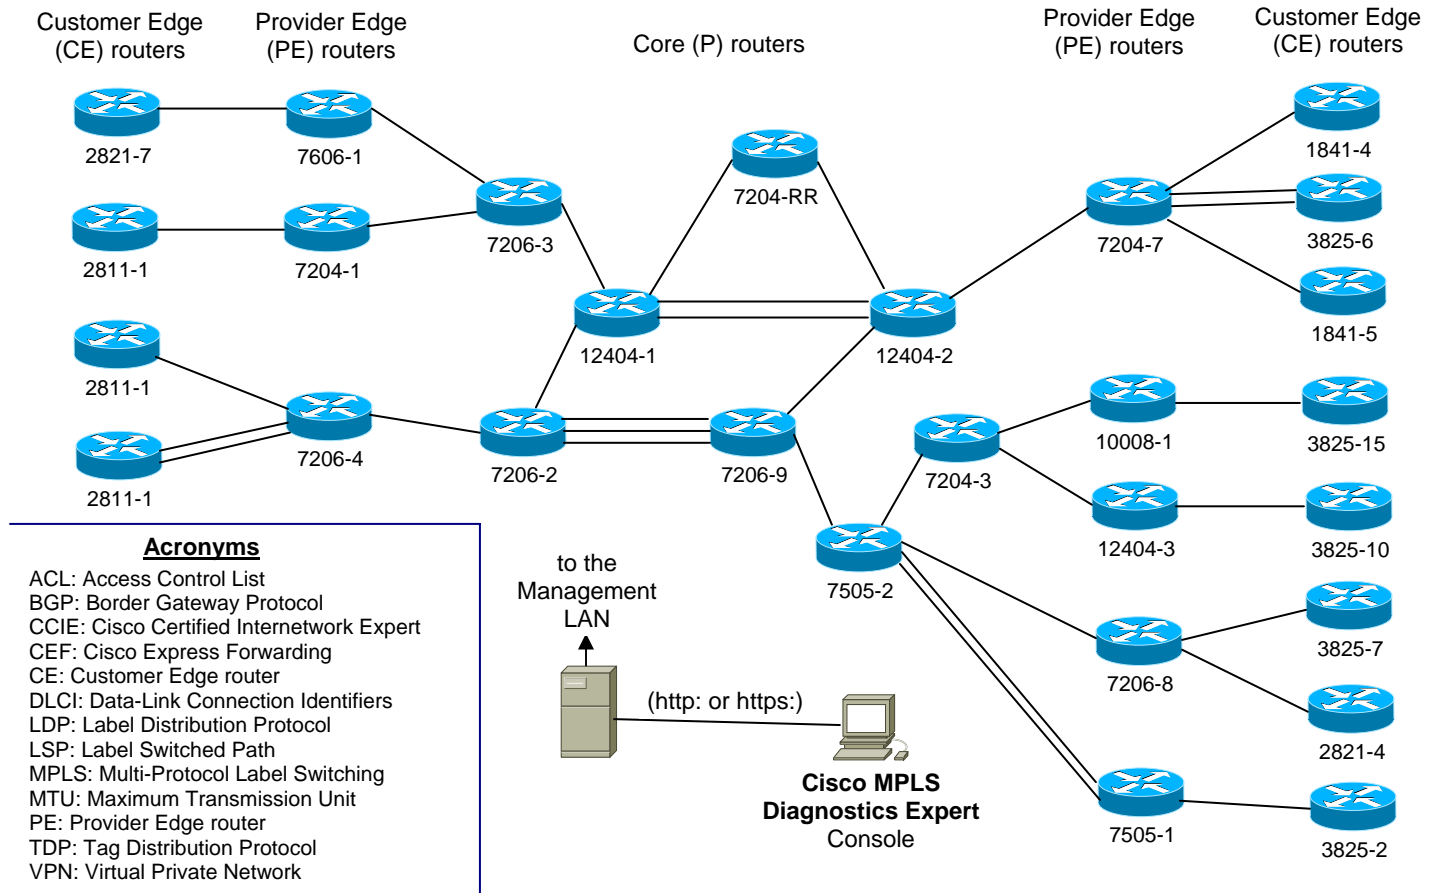 Customer Edge
(CE) routers
Provider Edge
(PE) routers
Core (P) routers
Provider Edge
(PE) routers
Customer Edge
(CE) routers
2821-7
7606-1
7204-RR
1841-4
2811-1
7204-1
7206-3
7204-7
3825-6
1841-5
2811-1
12404-1
12404-2
2811-1
7206-4
7206-2
7206-9
7204-3
10008-1
3825-15
12404-3
3825-10
7505-2
3825-7
7206-8
2821-4
7505-1
3825-2
Acronyms
ACL: Access Control List
BGP: Border Gateway Protocol
CCIE: Cisco Certified Internetwork Expert
CEF: Cisco Express Forwarding
CE: Customer Edge router
DLCI: Data-Link Connection Identifiers
LDP: Label Distribution Protocol
LSP: Label Switched Path
MPLS: Multi-Protocol Label Switching
MTU: Maximum Transmission Unit
PE: Provider Edge router
TDP: Tag Distribution Protocol
VPN: Virtual Private Network
to the
Management
LAN
(http: or https:)
Cisco MPLS
Diagnostics Expert
Console